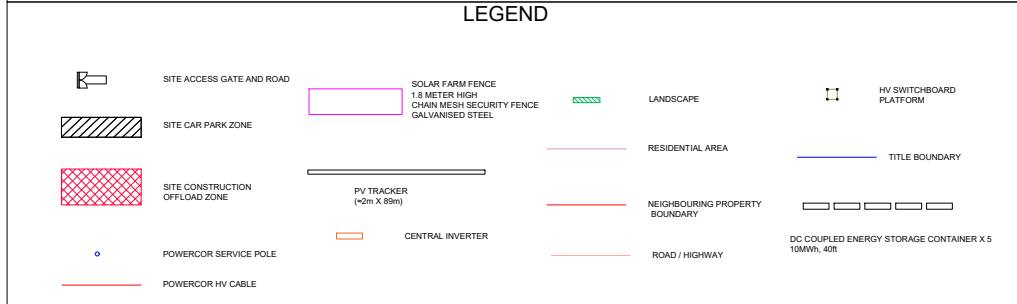 LEGEND
SITE ACCESS GATE AND ROAD
SITE CAR PARK ZONE
SITE CONSTRUCTION
OFFLOAD ZONE
POWERCOR SERVICE POLE
POWERCOR HV CABLE
SOLAR FARM FENCE
1.8 METER HIGH
CHAIN MESH SECURITY FENCE
GALVANISED STEEL
PV TRACKER
(≈2m X 89m)
CENTRAL INVERTER
LANDSCAPE
RESIDENTIAL AREA
NEIGHBOURING PROPERTY
BOUNDARY
ROAD / HIGHWAY
HV SWITCHBOARD
PLATFORM
TITLE BOUNDARY
DC COUPLED ENERGY STORAGE CONTAINER X 5
10MWh, 40ft